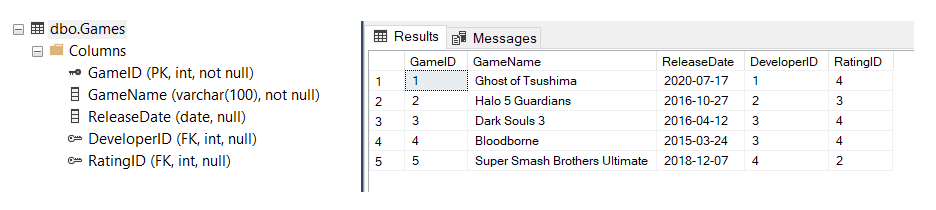 dbo.Games
Columns
GameID (PK, int, not null)
GameName (varchar(100), not null)
ReleaseDate (date, null)
DeveloperID (FK, int, null)
RatingID (FK, int, null)
Results Messages
GameID GameName ReleaseDate DeveloperID RatingID
1 1 Ghost of Tsushima 2020-07-17 1 4
2 2 Halo 5 Guardians 2016-10-27 2 3
3 3 Dark Souls 3 2016-04-12 3 4
4 4 Bloodborne 2015-03-24 3 4
5 5 Super Smash Brothers Ultimate 2018-12-07 4 2